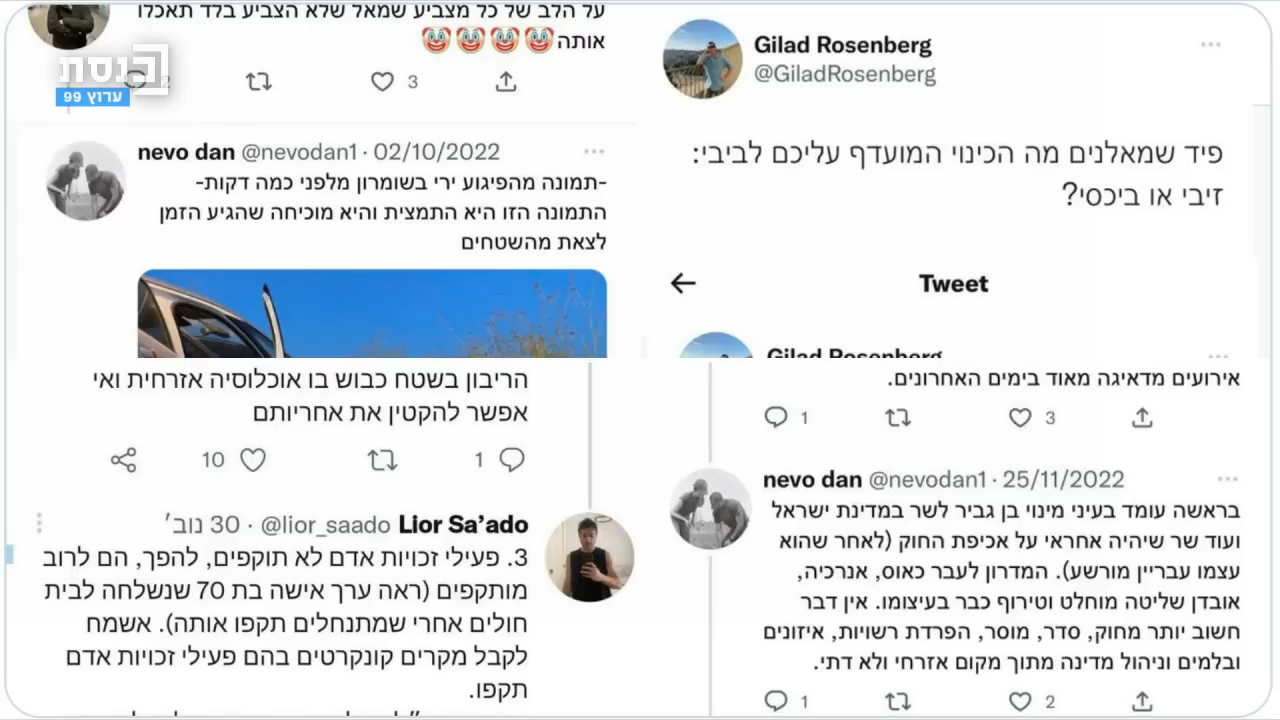 על הלב של כל מצביע שמאל שלא הצביע בלד תאכלו
אותה
2
3
כנסת
ערוץ 99
nevo dan @nevodan1 · 02/10/2022
-תמונה מהפיגוע ירי בשומרון מלפני כמה דקות-
התמונה הזו היא התמצית והיא מוכיחה שהגיע הזמן
לצאת מהשטחים
Gilad Rosenberg
@GiladRosenberg
פיד שמאלנים מה הכינוי המועדף עליכם לביבי:
זיבי או ביכסי?
Tweet
Gilad Rosenberg
הריבון בשטח כבוש בו אוכלוסיה אזרחית ואי
אפשר להקטין את אחריותם
10
1
Lior Sa’ado @lior_saado · 30 נוב׳
3. פעילי זכויות אדם לא תוקפים, להפך, הם לרוב
מותקפים (ראה ערך אישה בת 70 שנשלחה לבית
חולים אחרי שמתנחלים תקפו אותה). אשמח
לקבל מקרים קונקרטים בהם פעילי זכויות אדם
תקפו.
אירועים מדאיגה מאוד בימים האחרונים.
1
3
nevo dan @nevodan1 · 25/11/2022
בראשה עומד בעיני מינוי בן גביר לשר במדינת ישראל
ועוד שר שיהיה אחראי על אכיפת החוק (לאחר שהוא
עצמו עבריין מורשע). המדרון לעבר כאוס, אנרכיה,
אובדן שליטה מוחלט וטירוף כבר בעיצומו. אין דבר
חשוב יותר מחוק, סדר, מוסר, הפרדת רשויות, איזונים
ובלמים וניהול מדינה מתוך מקום אזרחי ולא דתי.
1
2